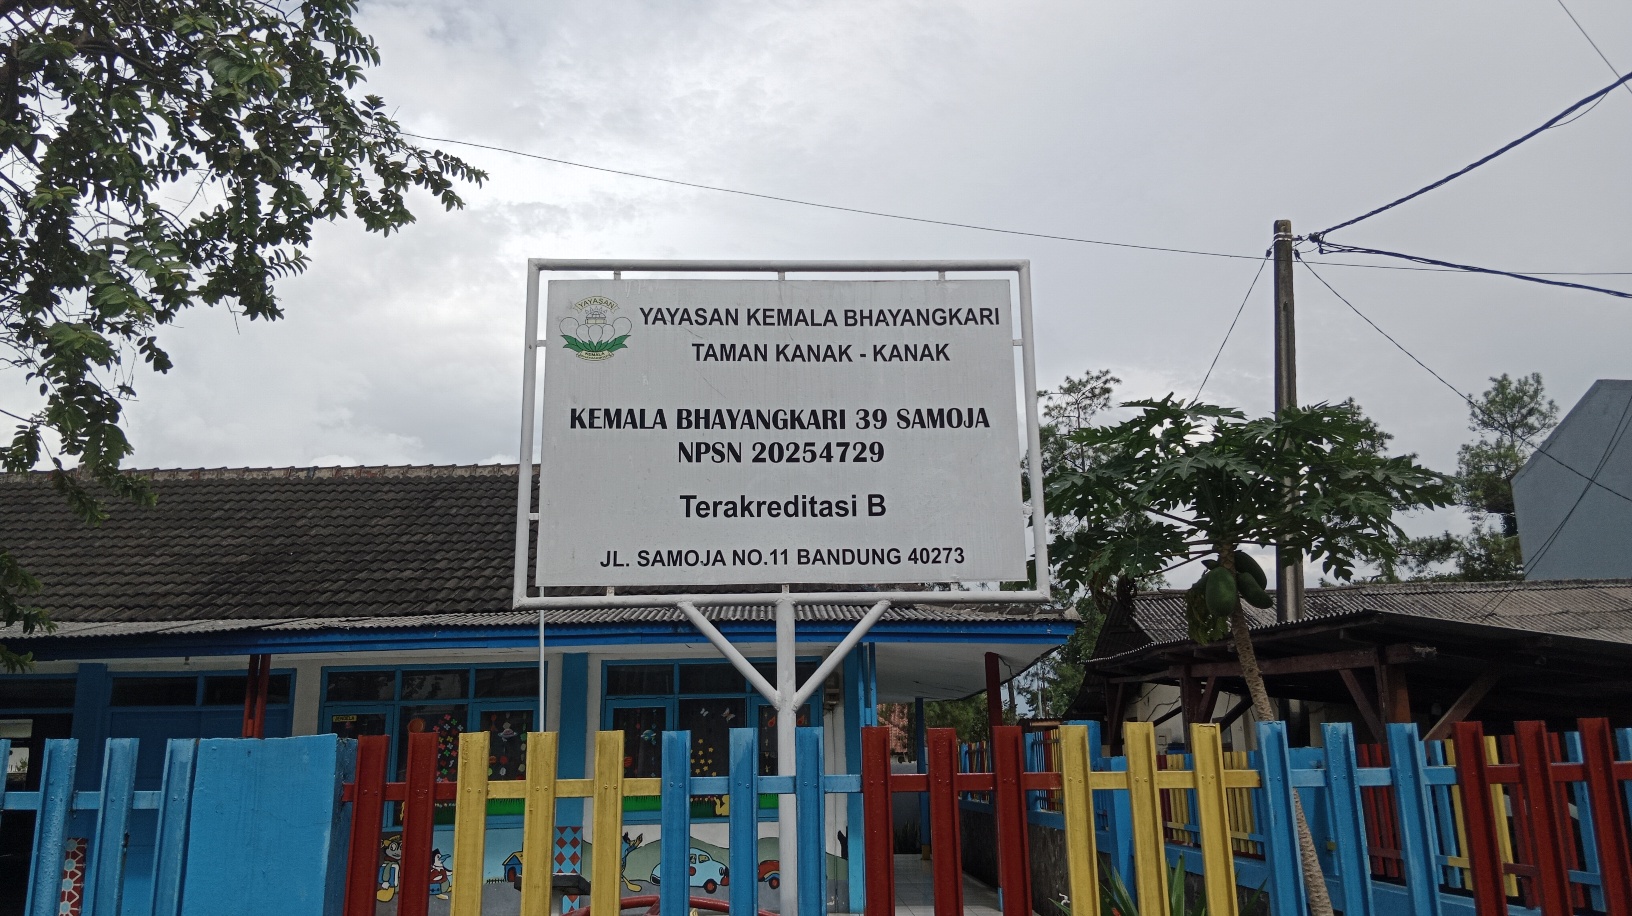 YAYASAN
KEMALA
YAYASAN KEMALA BHAYANGKARI
TAMAN KANAK - KANAK
KEMALA BHAYANGKARI 39 SAMOJA
NPSN 20254729
Terakreditasi B
JL. SAMOJA NO.11 BANDUNG 40273